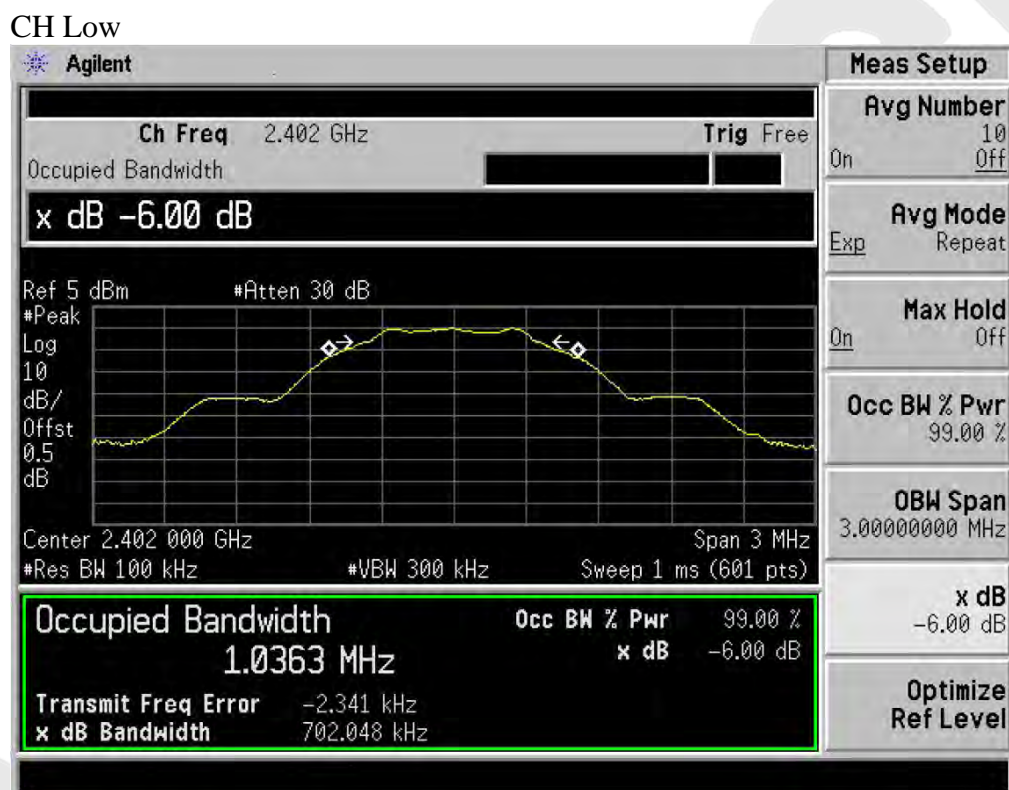 CH Low
Agilent
Ch Freq 2.402 GHz Trig Free
Occupied Bandwidth
x dB -6.00 dB
Ref 5 dBm #Atten 30 dB
#Peak
Log
10
dB/
Offst
0.5
dB
Center 2.402 000 GHz Span 3 MHz
#Res BW 100 kHz #VBW 300 kHz Sweep 1 ms (601 pts)
Occupied Bandwidth Occ BW % Pwr 99.00 %
1.0363 MHz x dB -6.00 dB
Transmit Freq Error -2.341 kHz
x dB Bandwidth 702.048 kHz
Meas Setup
Avg Number
10
On Off
Avg Mode
Exp Repeat
Max Hold
On Off
Occ BW % Pwr
99.00 %
OBW Span
3.00000000 MHz
x dB
-6.00 dB
Optimize
Ref Level